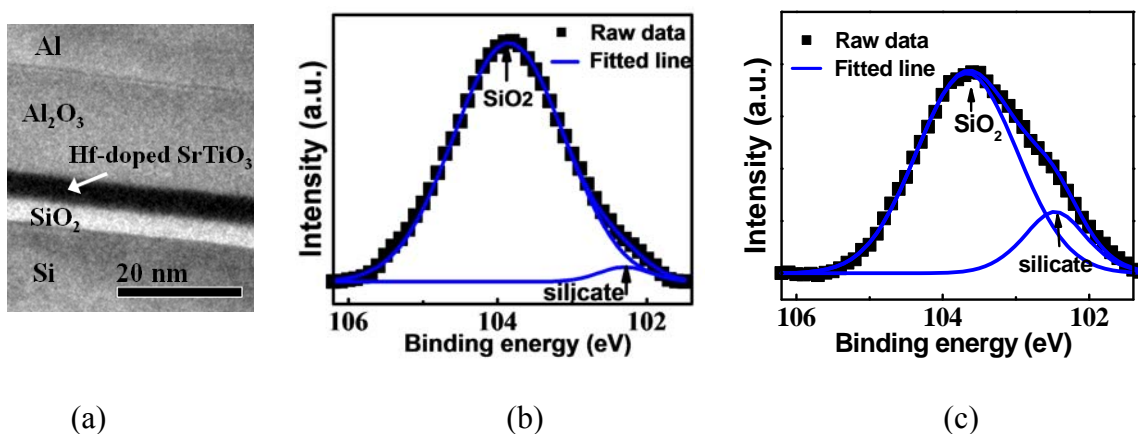 Al
Al₂O₃
Hf-doped SrTiO₃
SiO₂
Si
20 nm
(a)
Intensity (a.u.)
Raw data
Fitted line
SiO2
silicate
106 104 102
Binding energy (eV)
(b)
Intensity (a.u.)
Raw data
Fitted line
SiO₂
silicate
106 104 102
Binding energy (eV)
(c)